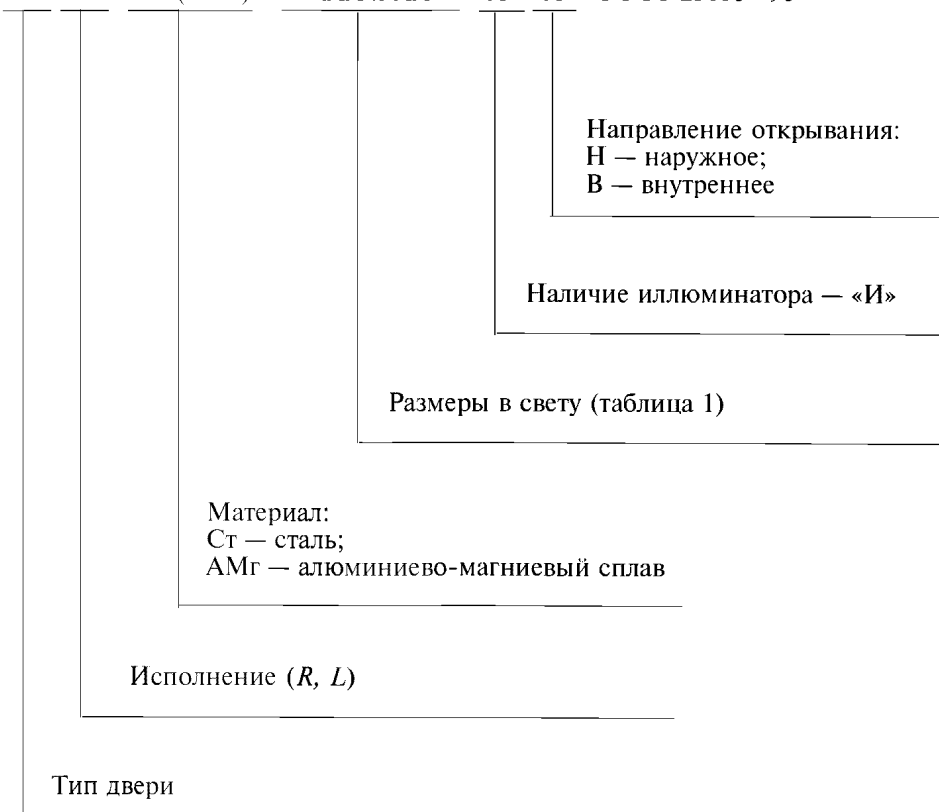 Направление открывания:
Н — наружное;
В — внутреннее
Наличие иллюминатора — «И»
Размеры в свету (таблица 1)
Материал:
Ст — сталь;
АМг — алюминиево-магниевый сплав
Исполнение (R, L)
Тип двери